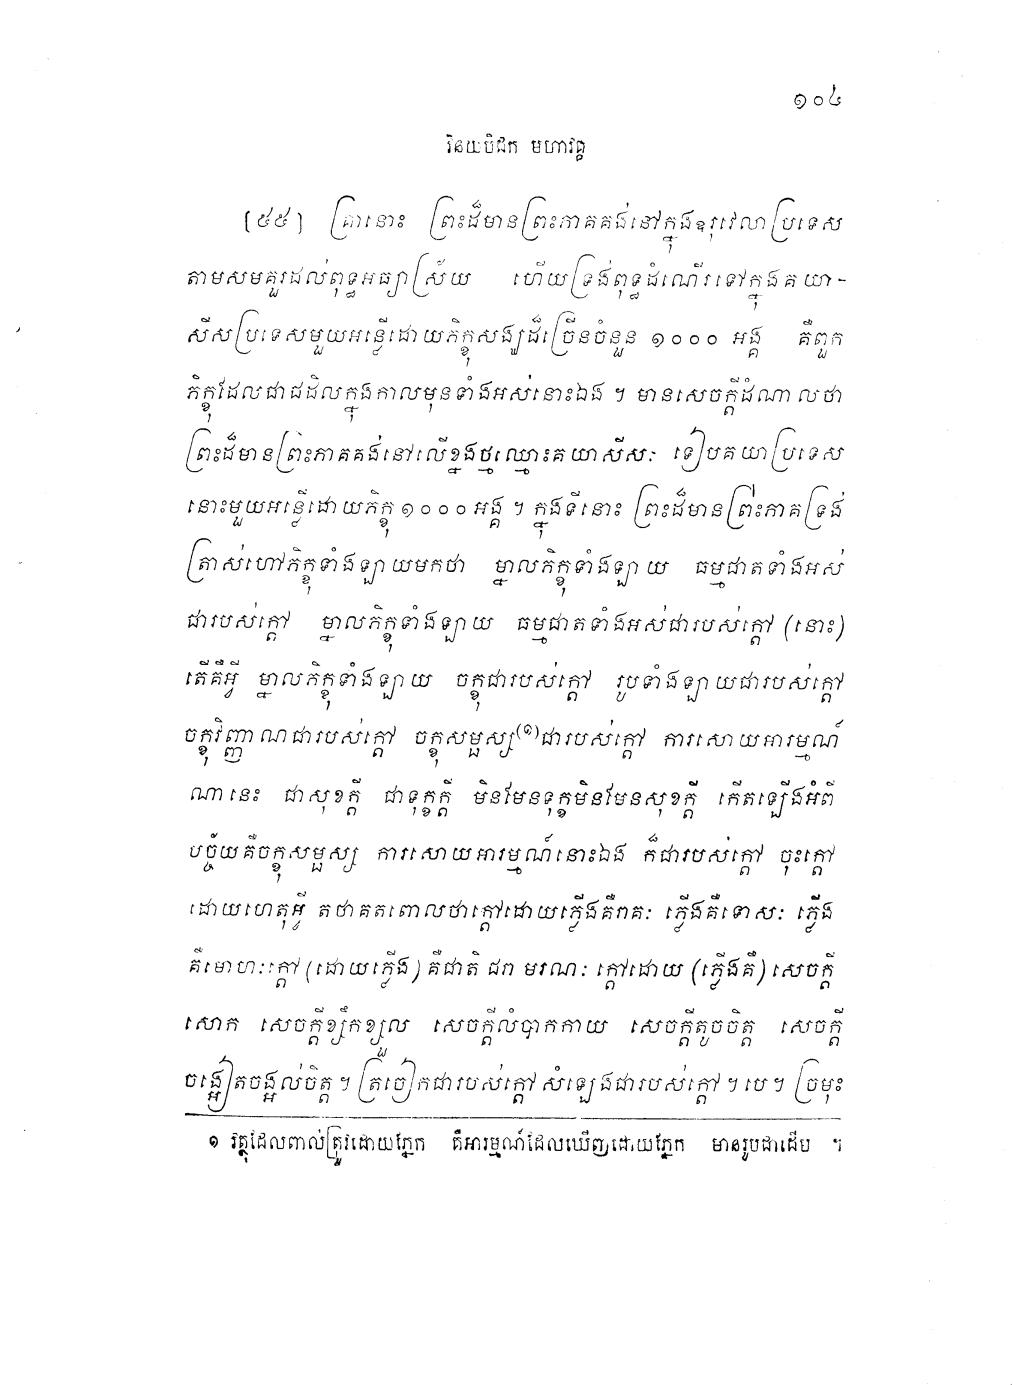 ១០៤
វិនយបិដក មហាវគ្គ
[៥៥] គ្រានោះ ព្រះដ៏មានព្រះភាគគង់នៅក្នុងឧរុវេលាប្រទេស
តាមសមគួរដល់ពុទ្ធអធ្យាស្រ័យ ហើយទ្រង់ពុទ្ធដំណើរទៅក្នុងគយា-
សីសប្រទេសមួយអន្លើដោយភិក្ខុសង្ឃដ៏ច្រើនចំនួន ១០០០ អង្គ គឺពួក
ភិក្ខុដែលជាជដិលក្នុងកាលមុនទាំងអស់នោះឯង ។ មានសេចក្តីដំណាលថា
ព្រះដ៏មានព្រះភាគគង់នៅលើខ្នងថ្មឈ្មោះគយាសីសៈ ទៀបគយាប្រទេស
នោះមួយអន្លើដោយភិក្ខុ ១០០០ អង្គ ។ ក្នុងទីនោះ ព្រះដ៏មានព្រះភាគទ្រង់
ត្រាស់ហៅភិក្ខុទាំងឡាយមកថា ម្នាលភិក្ខុទាំងឡាយ ធម្មជាតទាំងអស់
ជារបស់ក្តៅ ម្នាលភិក្ខុទាំងឡាយ ធម្មជាតទាំងអស់ជារបស់ក្តៅ (នោះ)
តើគឺអ្វី ម្នាលភិក្ខុទាំងឡាយ ចក្ខុជារបស់ក្តៅ រូបទាំងឡាយជារបស់ក្តៅ
ចក្ខុវិញ្ញាណជារបស់ក្តៅ ចក្ខុសម្ផស្ស(១)ជារបស់ក្តៅ ការសោយអារម្មណ៍
ណានេះ ជាសុខក្តី ជាទុក្ខក្តី មិនមែនទុក្ខមិនមែនសុខក្តី កើតឡើងអំពី
បច្ច័យគឺចក្ខុសម្ផស្ស ការសោយអារម្មណ៍នោះឯង ក៏ជារបស់ក្តៅ ចុះក្តៅ
ដោយហេតុអ្វី តថាគតពោលថាក្តៅដោយភ្លើងគឺរាគៈ ភ្លើងគឺទោសៈ ភ្លើង
គឺមោហៈក្តៅ (ដោយភ្លើង) គឺជាតិ ជរា មរណៈ ក្តៅដោយ (ភ្លើងគឺ) សេចក្តី
សោក សេចក្តីខ្សឹកខ្សួល សេចក្តីលំបាកកាយ សេចក្តីតូចចិត្ត សេចក្តី
ចង្អៀតចង្អល់ចិត្ត ។ ត្រចៀកជារបស់ក្តៅ សំឡេងជារបស់ក្តៅ ។ បេ ។ ច្រមុះ
១ វត្ថុដែលពាល់ត្រូវដោយភ្នែក គឺអារម្មណ៍ដែលឃើញដោយភ្នែក មានរូបជាដើម ។